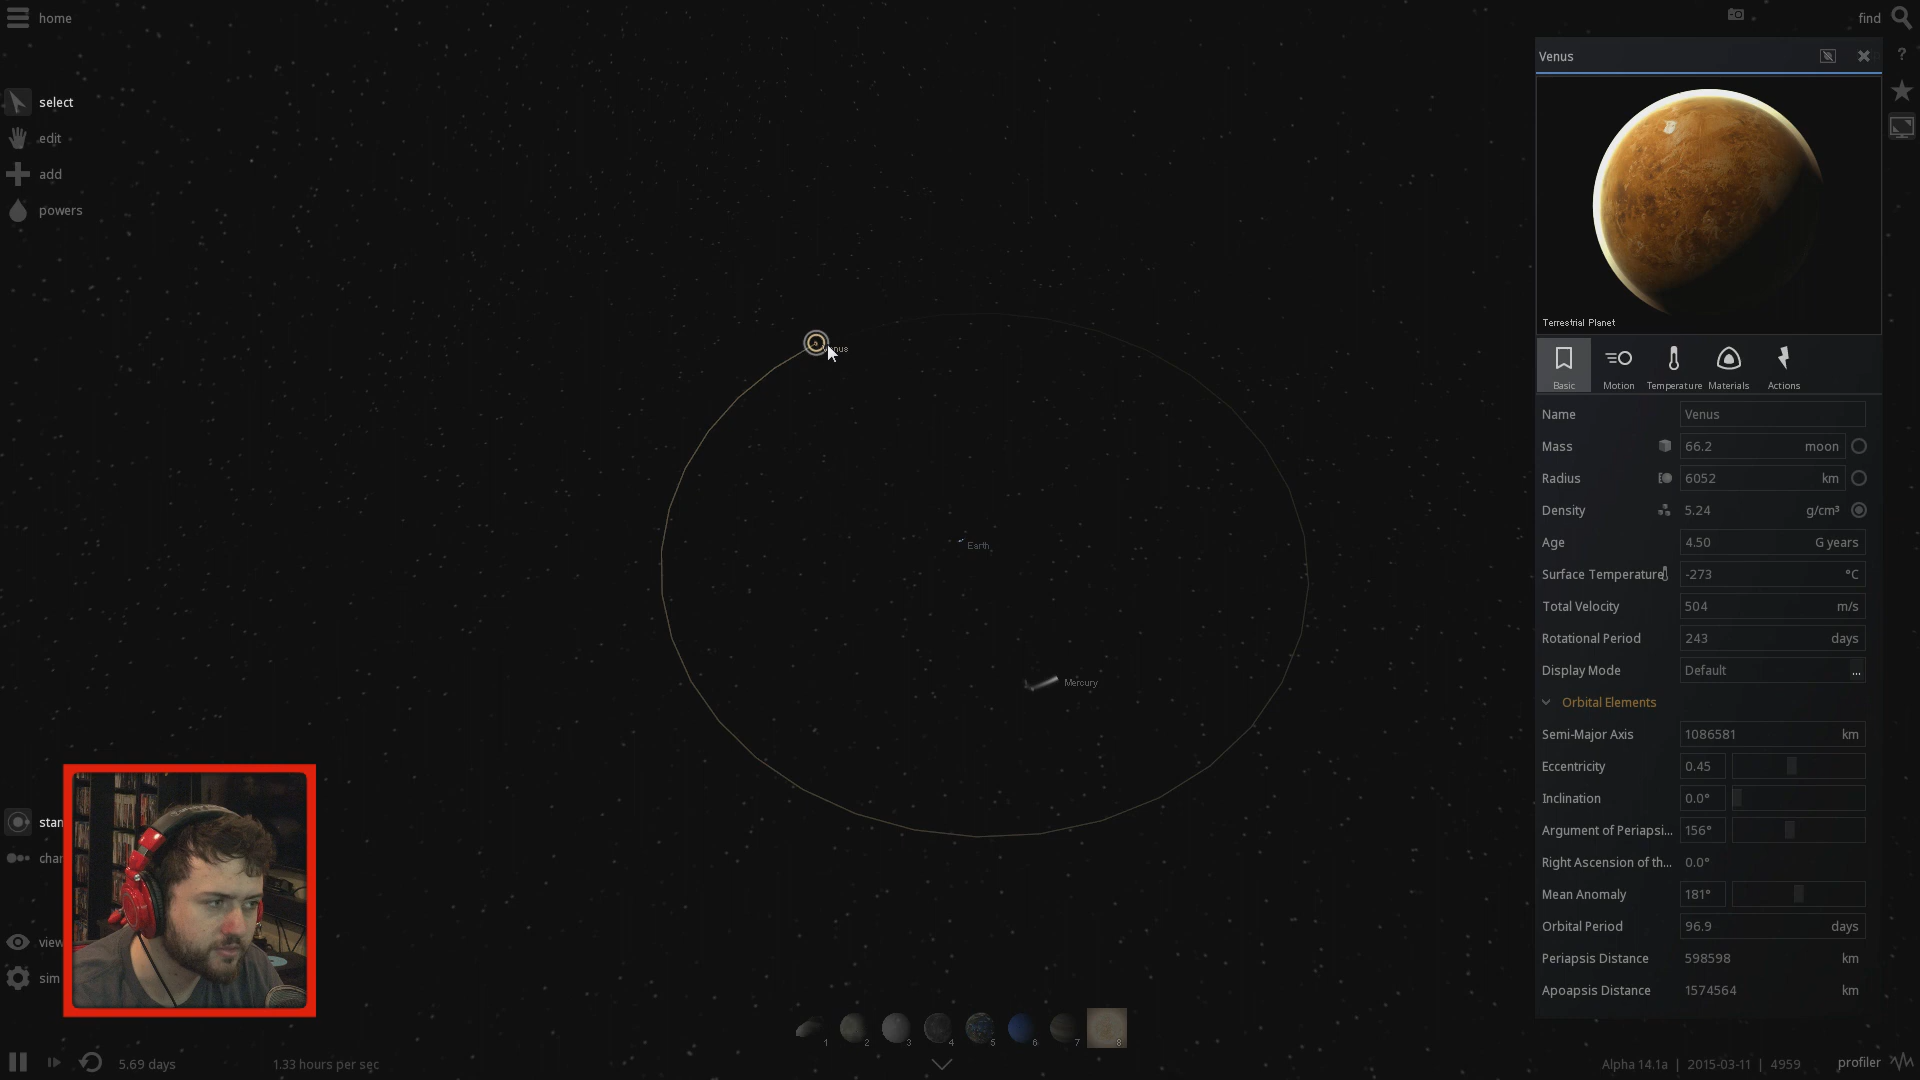 home
find
select
edit
add
powers
Venus
Terrestrial Planet
Basic
Motion
Temperature
Materials
Actions
Name Venus
Mass 66.2 moon
Radius 6052 km
Density 5.24 g/cm³
Age 4.50 G years
Surface Temperature -273 °C
Total Velocity 504 m/s
Rotational Period 243 days
Display Mode Default ...
Orbital Elements
Semi-Major Axis 1086581 km
Eccentricity 0.45
Inclination 0.0°
Argument of Periapsi... 156°
Right Ascension of th... 0.0°
Mean Anomaly 181°
Orbital Period 96.9 days
Periapsis Distance 598598 km
Apoapsis Distance 1574564 km
Earth
Mercury
view
sim
1 2 3 4 5 6 7 8
5.69 days
1.33 hours per sec
Alpha 14.1a | 2015-03-11 | 4959
profiler